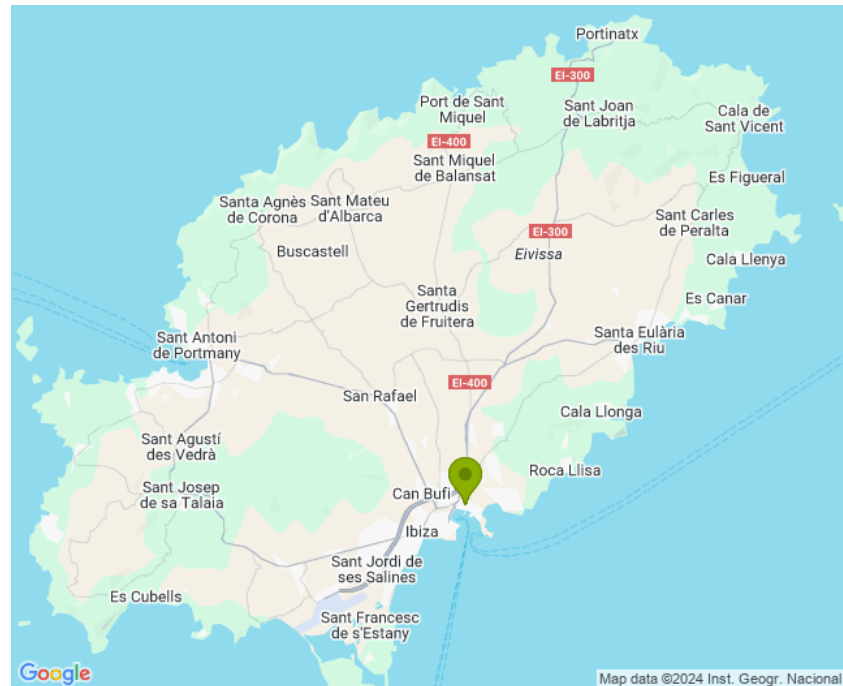 Portinatx
EI-300
Port de Sant
Miquel
Sant Joan
de Labritja
Cala de
Sant Vicent
EI-400
Sant Miquel
de Balansat
Es Figueral
Santa Agnès
de Corona
Sant Mateu
d'Albarca
Sant Carles
de Peralta
EI-300
Buscastell
Eivissa
Cala Llenya
Santa
Gertrudis
de Fruitera
Es Canar
Sant Antoni
de Portmany
Santa Eulària
des Riu
EI-400
San Rafael
Cala Llonga
Sant Agustí
des Vedrà
Roca Llisa
Sant Josep
de sa Talaia
Can Bufí
Ibiza
Sant Jordi de
ses Salines
Es Cubells
Sant Francesc
de s'Estany
Google
Map data ©2024 Inst. Geogr. Nacional